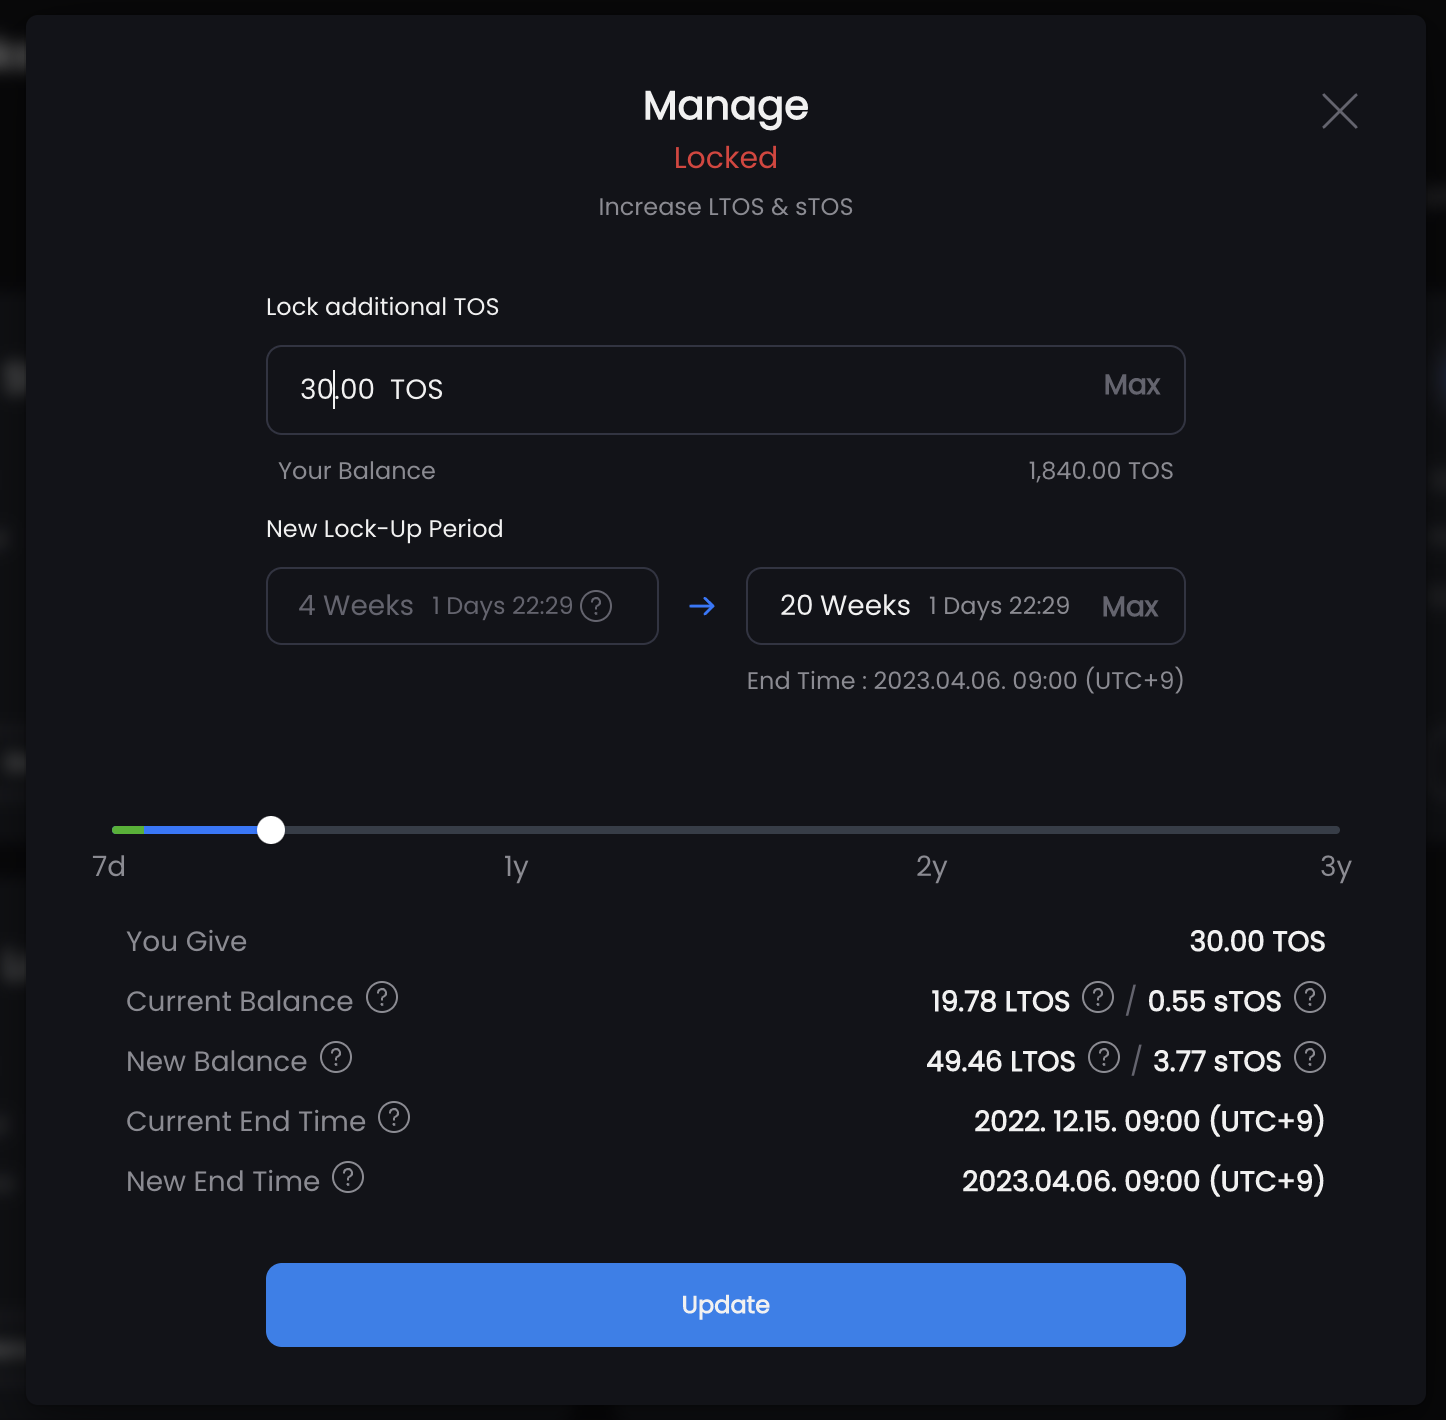 Manage
Locked
Increase LTOS & sTOS
Lock additional TOS
30.00 TOS Max
Your Balance 1,840.00 TOS
New Lock-Up Period
4 Weeks 1 Days 22:29 ? → 20 Weeks 1 Days 22:29 Max
End Time : 2023.04.06. 09:00 (UTC+9)
7d 1y 2y 3y
You Give 30.00 TOS
Current Balance ? 19.78 LTOS ? / 0.55 sTOS ?
New Balance ? 49.46 LTOS ? / 3.77 sTOS ?
Current End Time ? 2022. 12.15. 09:00 (UTC+9)
New End Time ? 2023.04.06. 09:00 (UTC+9)
Update